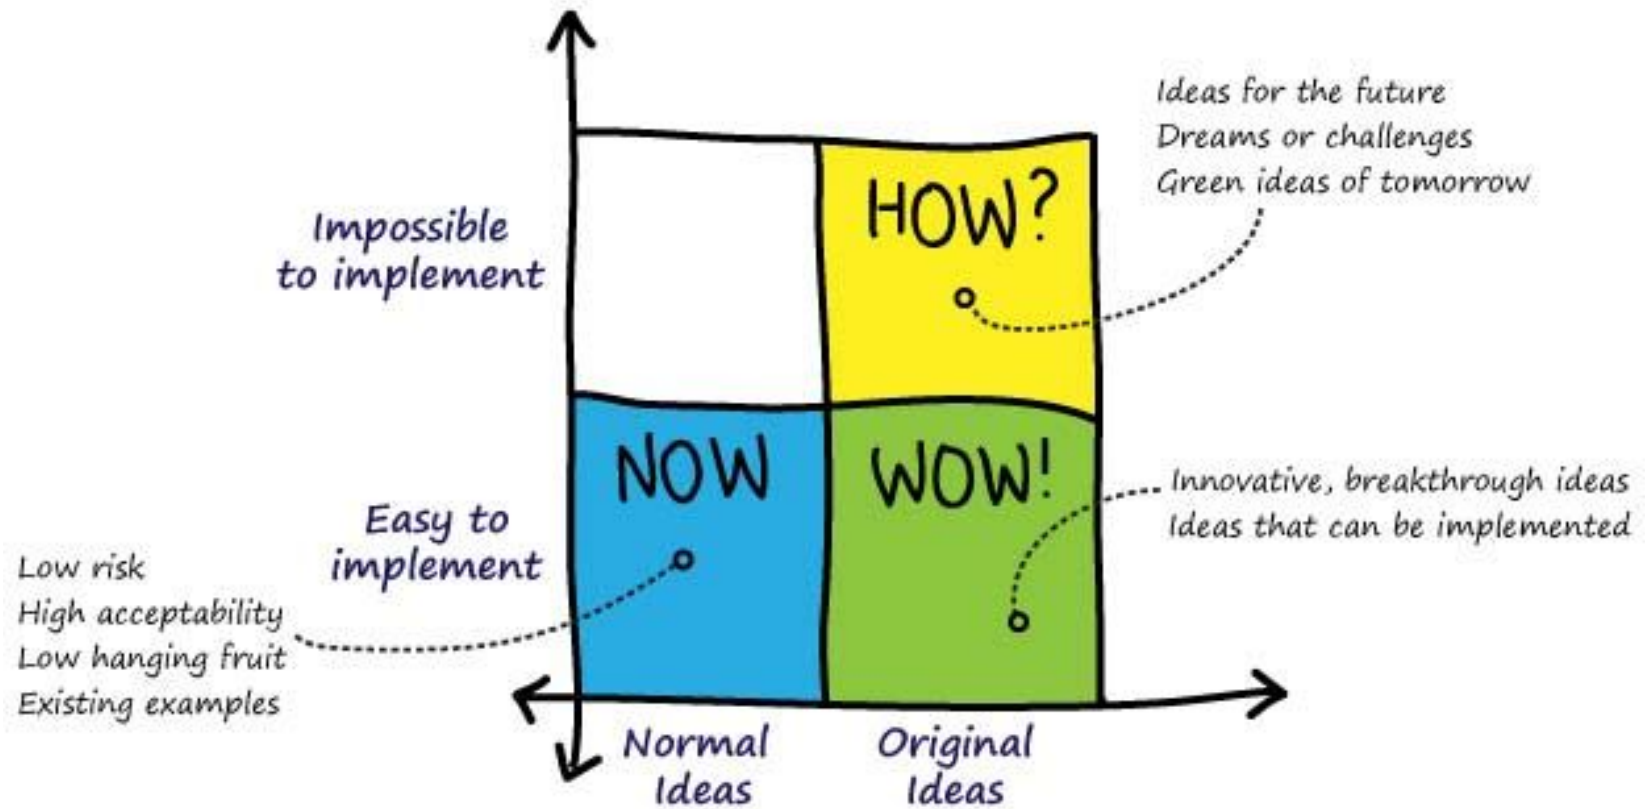 Ideas for the future
Dreams or challenges
Green ideas of tomorrow
HOW?
Impossible
to implement
NOW
WOW!
Innovative, breakthrough ideas
Ideas that can be implemented
Easy to
implement
Low risk
High acceptability
Low hanging fruit
Existing examples
Normal
Ideas
Original
Ideas